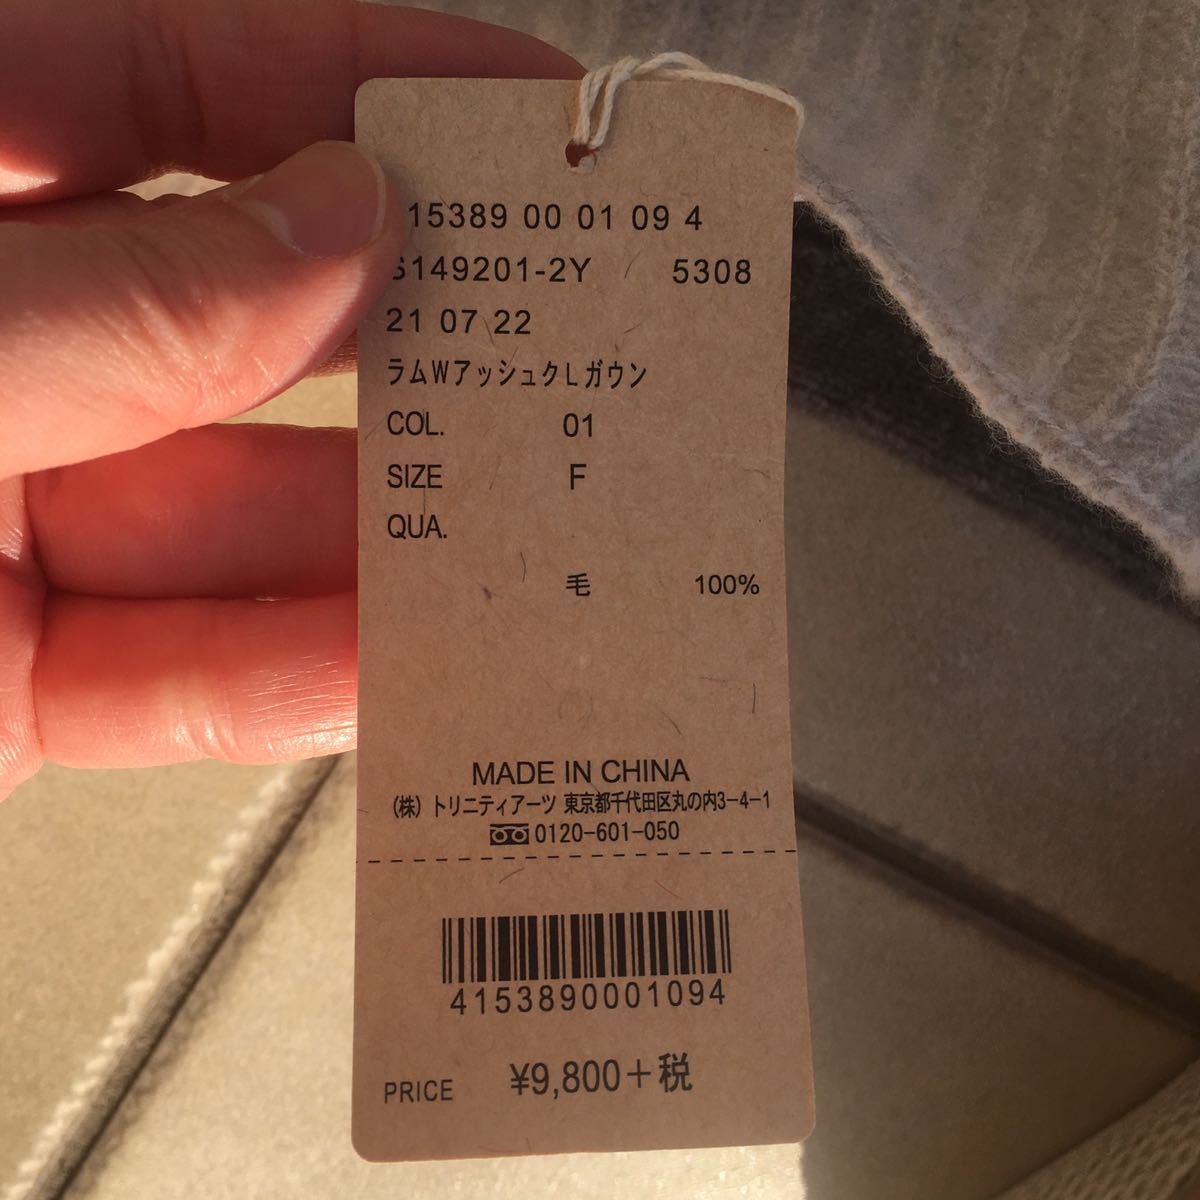 15389 00 01 09 4
S149201-2Y 5308
21 07 22
ラムWアッシュクLガウン
COL. 01
SIZE F
QUA.
毛 100%
MADE IN CHINA
(株)トリニティアーツ 東京都千代田区丸の内3-4-1
0120-601-050
4153890001094
PRICE ¥9,800+税